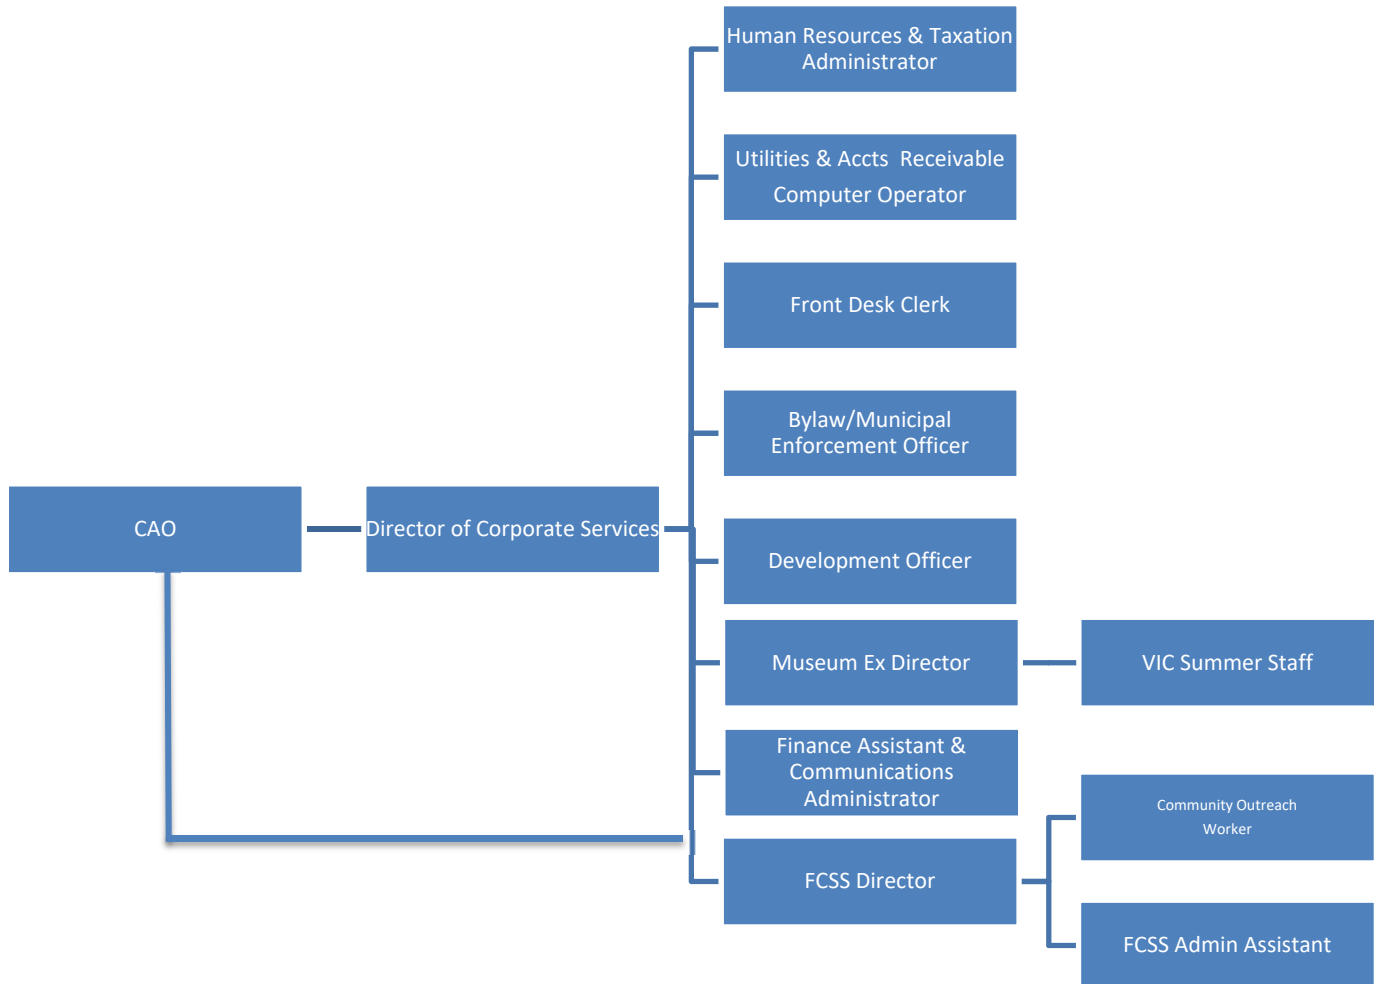 Human Resources & Taxation
Administrator
Utilities & Accts  Receivable
Computer Operator
Front Desk Clerk
Bylaw/Municipal
Enforcement Officer
CAO
Director of Corporate Services
Development Officer
Museum Ex Director
VIC Summer Staff
Finance Assistant &
Communications
Administrator
Community Outreach
Worker
FCSS Director
FCSS Admin Assistant